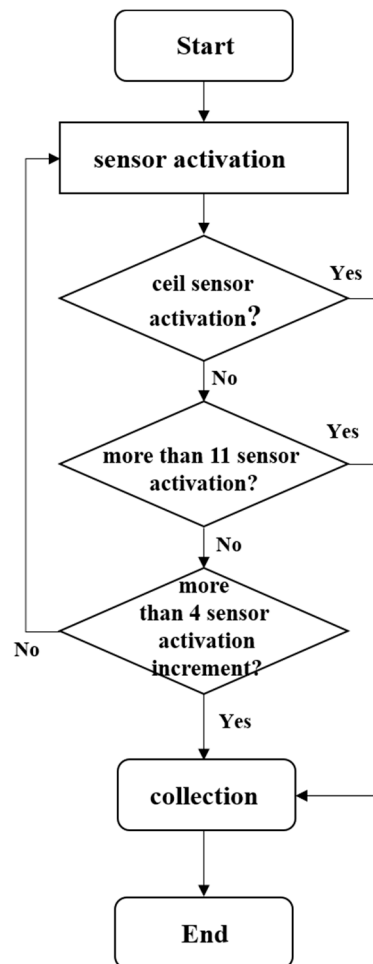 Start
sensor activation
ceil sensor
activation?
Yes
No
more than 11 sensor
activation?
Yes
No
more
than 4 sensor
activation
increment?
No
Yes
collection
End